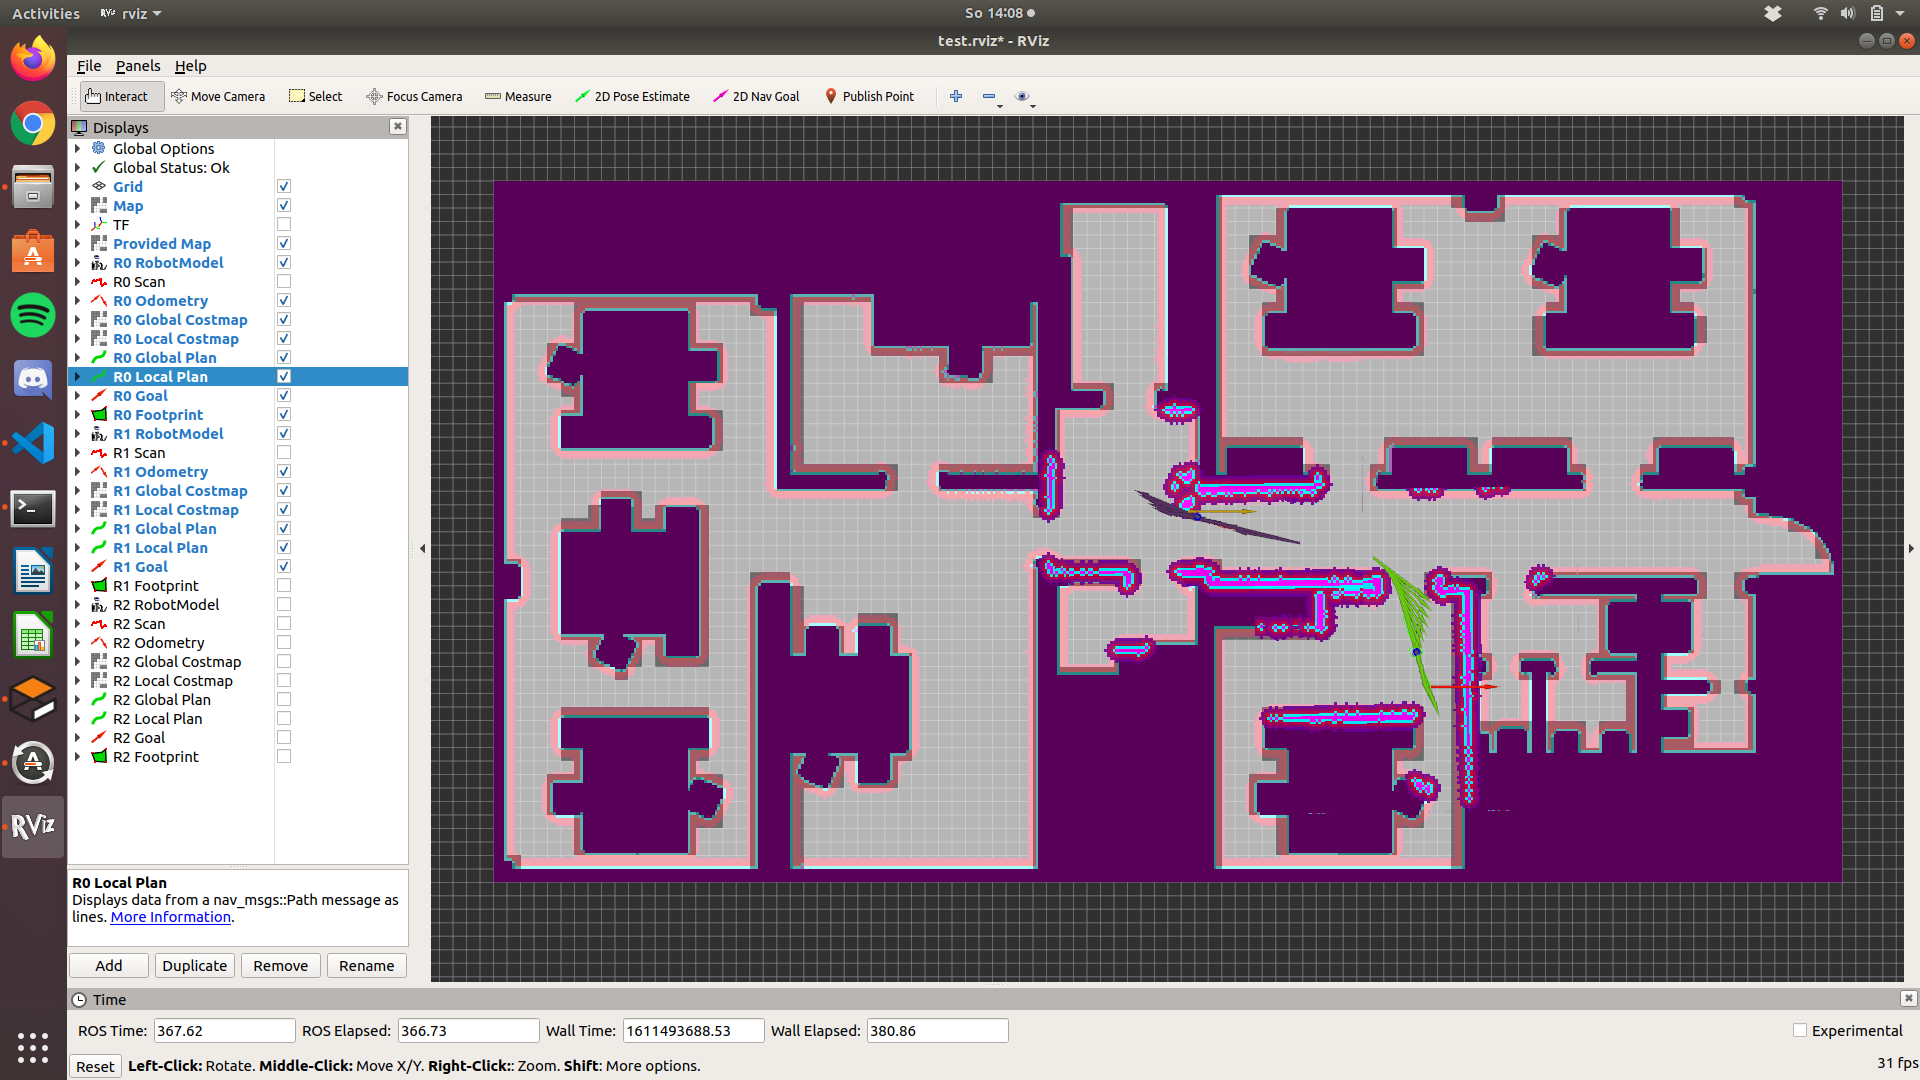 Activities
rviz
So 14:08
test.rviz* - RViz
File Panels Help
Interact Move Camera Select Focus Camera Measure 2D Pose Estimate 2D Nav Goal Publish Point
Displays
Global Options
Global Status: Ok
Grid
Map
TF
Provided Map
R0 RobotModel
R0 Scan
R0 Odometry
R0 Global Costmap
R0 Local Costmap
R0 Global Plan
R0 Local Plan
R0 Goal
R0 Footprint
R1 RobotModel
R1 Scan
R1 Odometry
R1 Global Costmap
R1 Local Costmap
R1 Global Plan
R1 Local Plan
R1 Goal
R1 Footprint
R2 RobotModel
R2 Scan
R2 Odometry
R2 Global Costmap
R2 Local Costmap
R2 Global Plan
R2 Local Plan
R2 Goal
R2 Footprint
RViz
R0 Local Plan
Displays data from a nav_msgs::Path message as
lines. More Information.
Add Duplicate Remove Rename
Time
ROS Time: 367.62 ROS Elapsed: 366.73 Wall Time: 1611493688.53 Wall Elapsed: 380.86 Experimental
Reset Left-Click: Rotate. Middle-Click: Move X/Y. Right-Click:: Zoom. Shift: More options. 31 fps